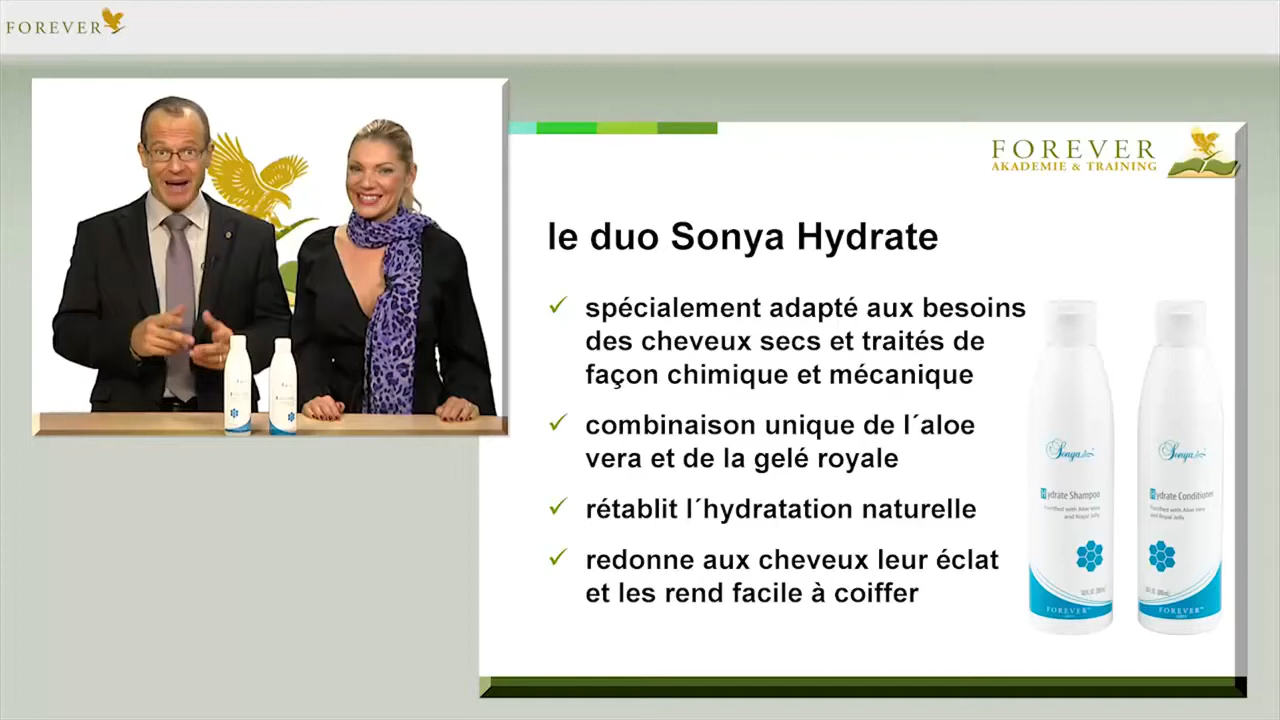 FOREVER
FOREVER
AKADEMIE & TRAINING
le duo Sonya Hydrate
spécialement adapté aux besoins
des cheveux secs et traités de
façon chimique et mécanique
combinaison unique de l´aloe
vera et de la gelé royale
rétablit l´hydratation naturelle
redonne aux cheveux leur éclat
et les rend facile à coiffer
Sonya
Hydrate Shampoo
Fortified with Aloe Vera
and Royal Jelly
FOREVER
Sonya
Hydrate Conditioner
Fortified with Aloe Vera
and Royal Jelly
FOREVER